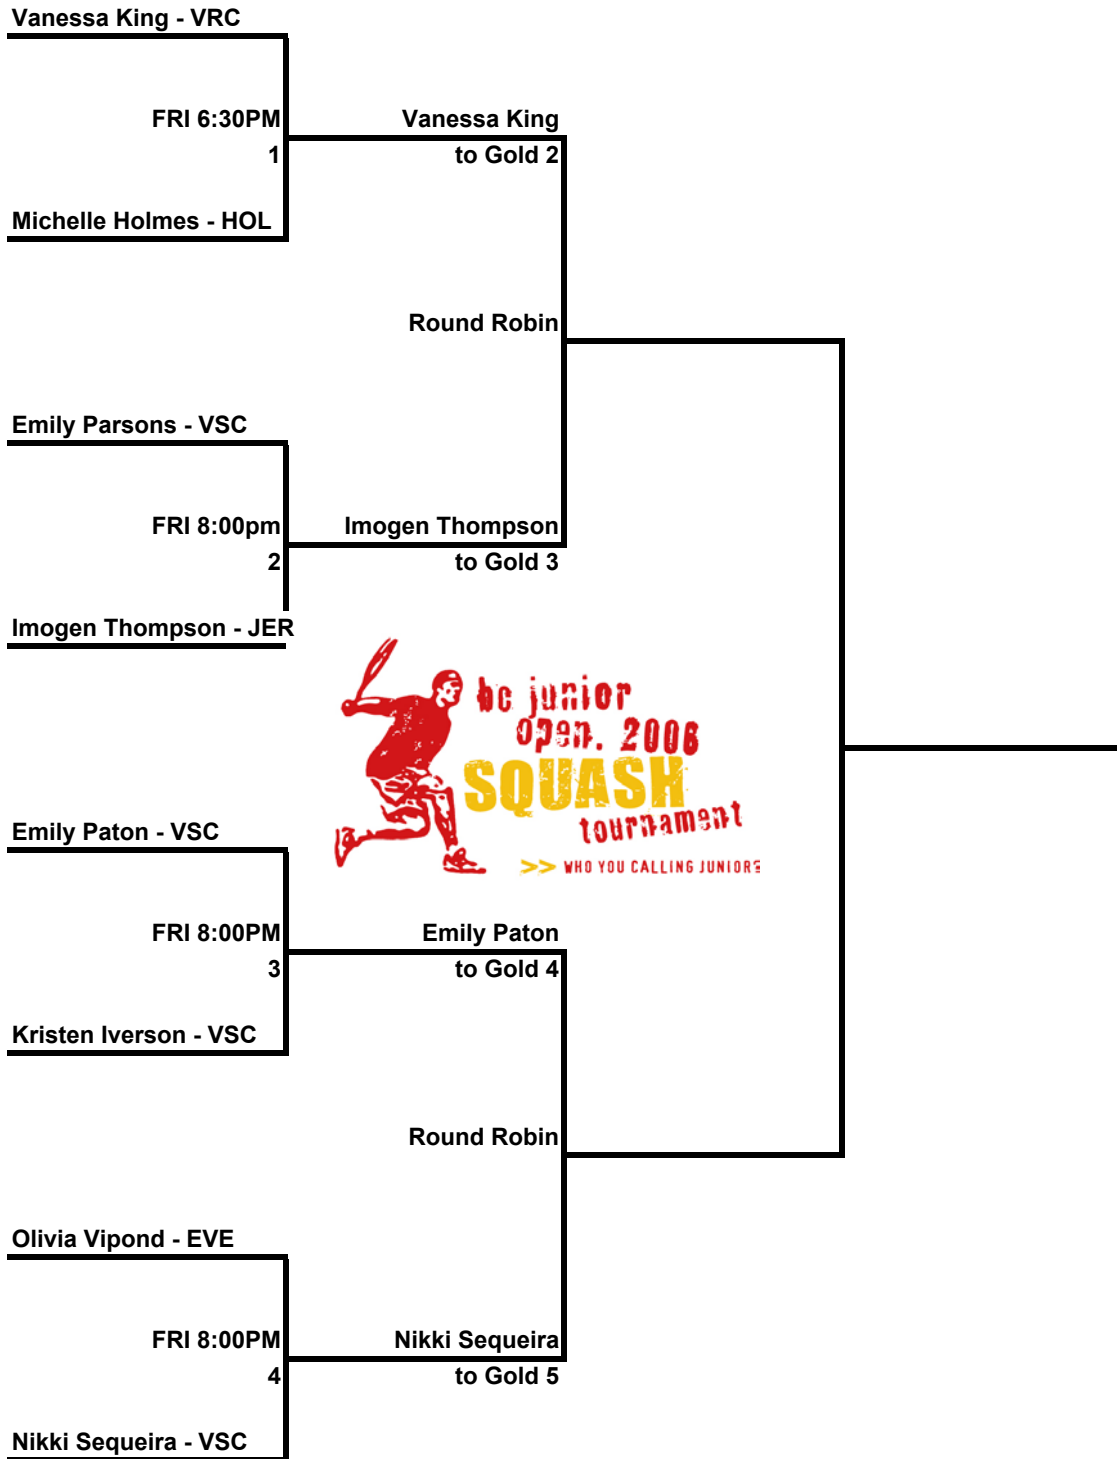 Vanessa King - VRC
FRI 6:30PM
Vanessa King
1
to Gold 2
Michelle Holmes - HOL
Round Robin
Emily Parsons - VSC
FRI 8:00pm
Imogen Thompson
2
to Gold 3
Imogen Thompson - JER
bc junior
open. 2006
SQUASH
tournament
>> WHO YOU CALLING JUNIOR?
Emily Paton - VSC
FRI 8:00PM
Emily Paton
3
to Gold 4
Kristen Iverson - VSC
Round Robin
Olivia Vipond - EVE
FRI 8:00PM
Nikki Sequeira
4
to Gold 5
Nikki Sequeira - VSC